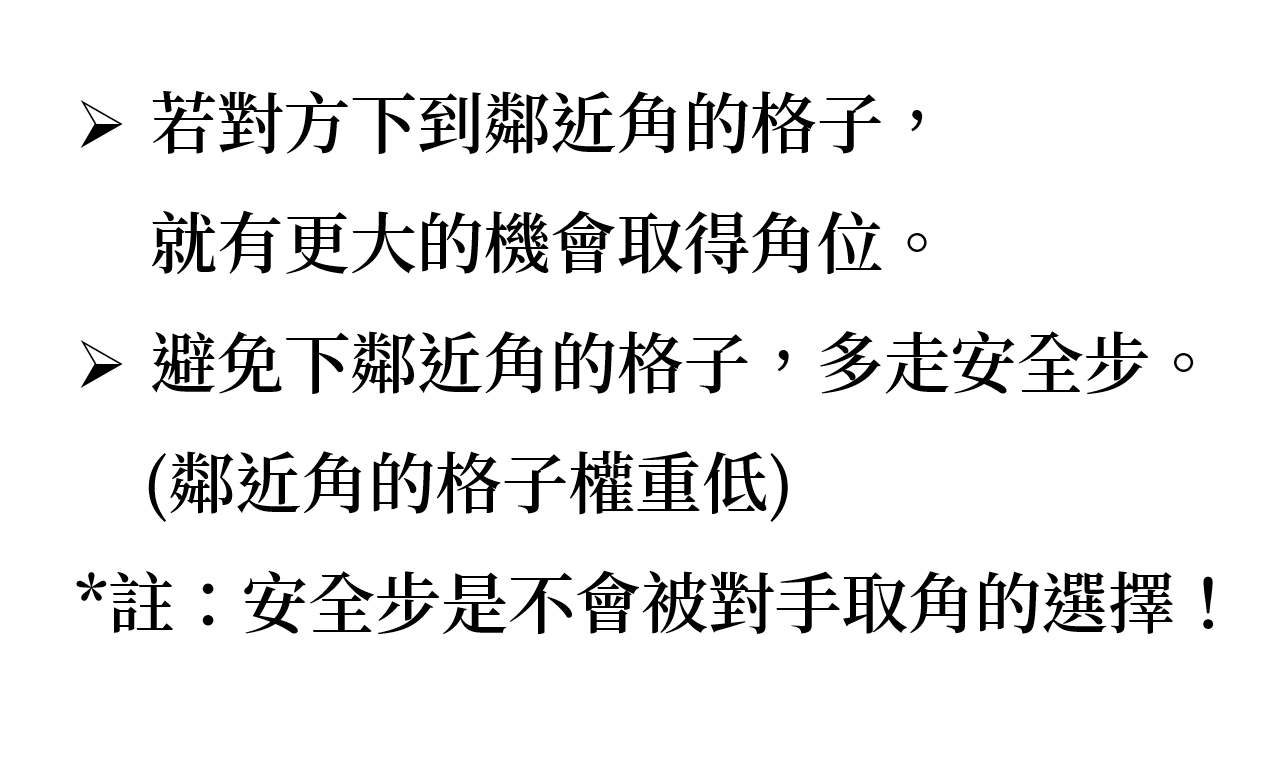 ➢ 若對方下到鄰近角的格子，
就有更大的機會取得角位。
➢ 避免下鄰近角的格子，多走安全步。
(鄰近角的格子權重低)
*註：安全步是不會被對手取角的選擇！